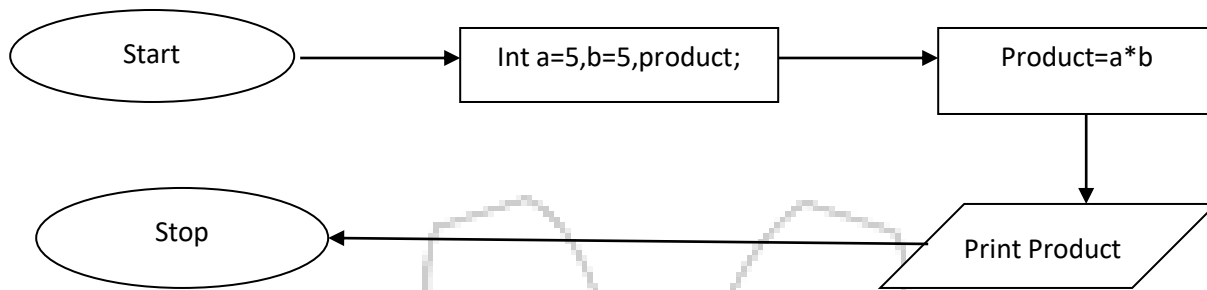 Start
Int a=5,b=5,product;
Product=a*b
Print Product
Stop